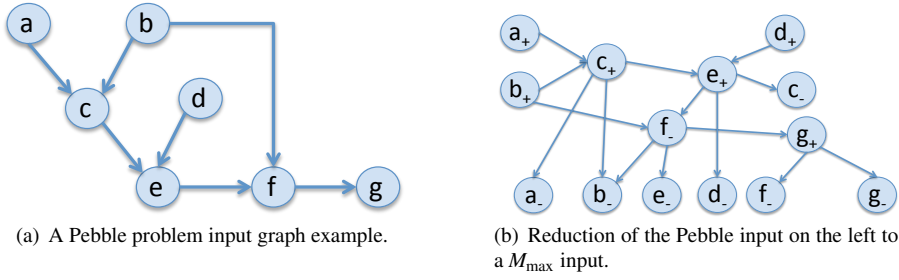 a
b
c
d
e
f
g
(a) A Pebble problem input graph example.
a+
d+
c+
e+
b+
c-
f-
g+
a-
b-
e-
d-
f-
g-
(b) Reduction of the Pebble input on the left to
a Mmax input.